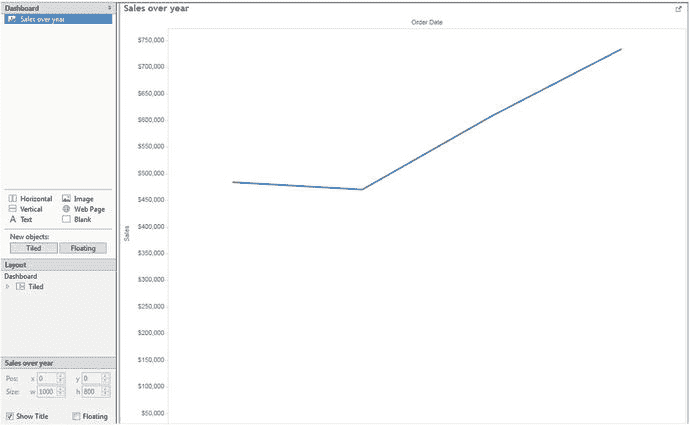 Dashboard
Sales over year
Horizontal Image
Vertical Web Page
Text Blank
New objects:
Tiled Floating
Layout
Dashboard
Tiled
Sales over year
Pos: x 0 y 0
Size: w 1000 h 800
Show Title Floating
Sales over year
Order Date
$750,000
$700,000
$650,000
$600,000
$550,000
$500,000
$450,000
$400,000
$350,000
$300,000
$250,000
$200,000
$150,000
$100,000
$50,000
Sales